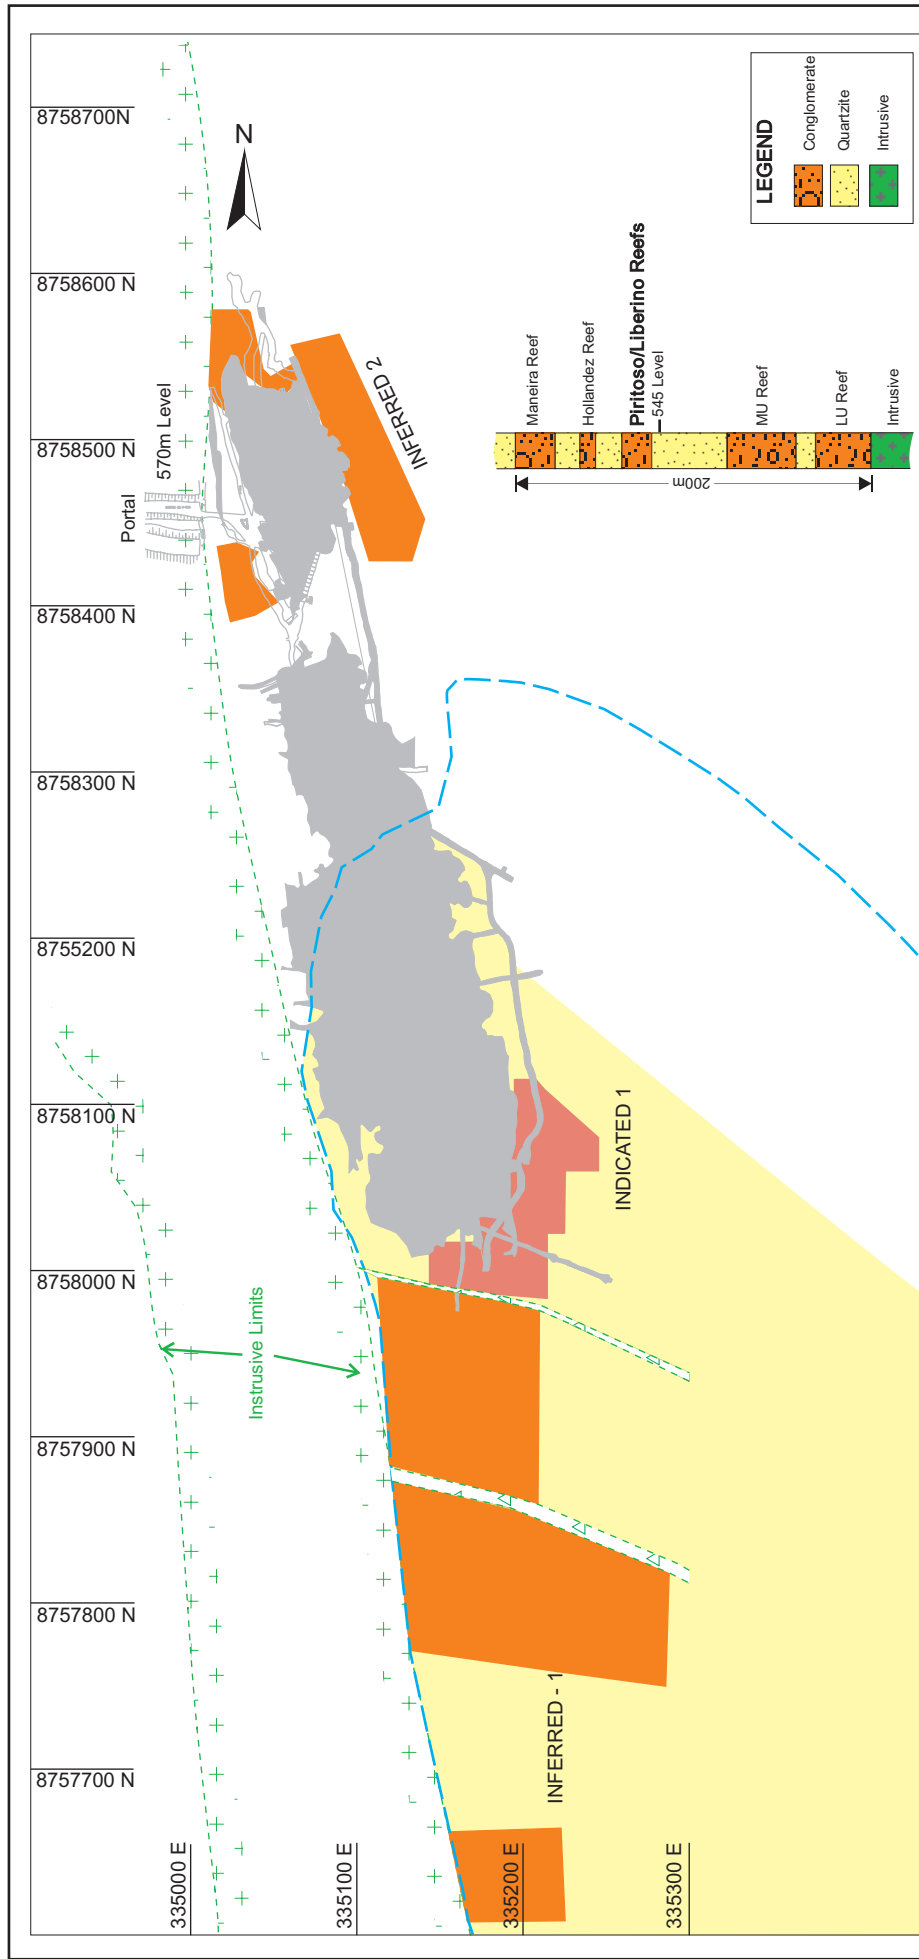 8758700N
8758600 N
8758500 N
8758400 N
8758300 N
8755200 N
8758100 N
8758000 N
8757900 N
8757800 N
8757700 N
335000 E
335100 E
335200 E
335300 E
N
Portal
570m Level
INFERRED 2
INDICATED 1
INFERRED - 1
Instrusive Limits
LEGEND
Conglomerate
Quartzite
Intrusive
Maneira Reef
Hollandez Reef
Piritoso/Liberino Reefs
545 Level
MU Reef
LU Reef
Intrusive
200m